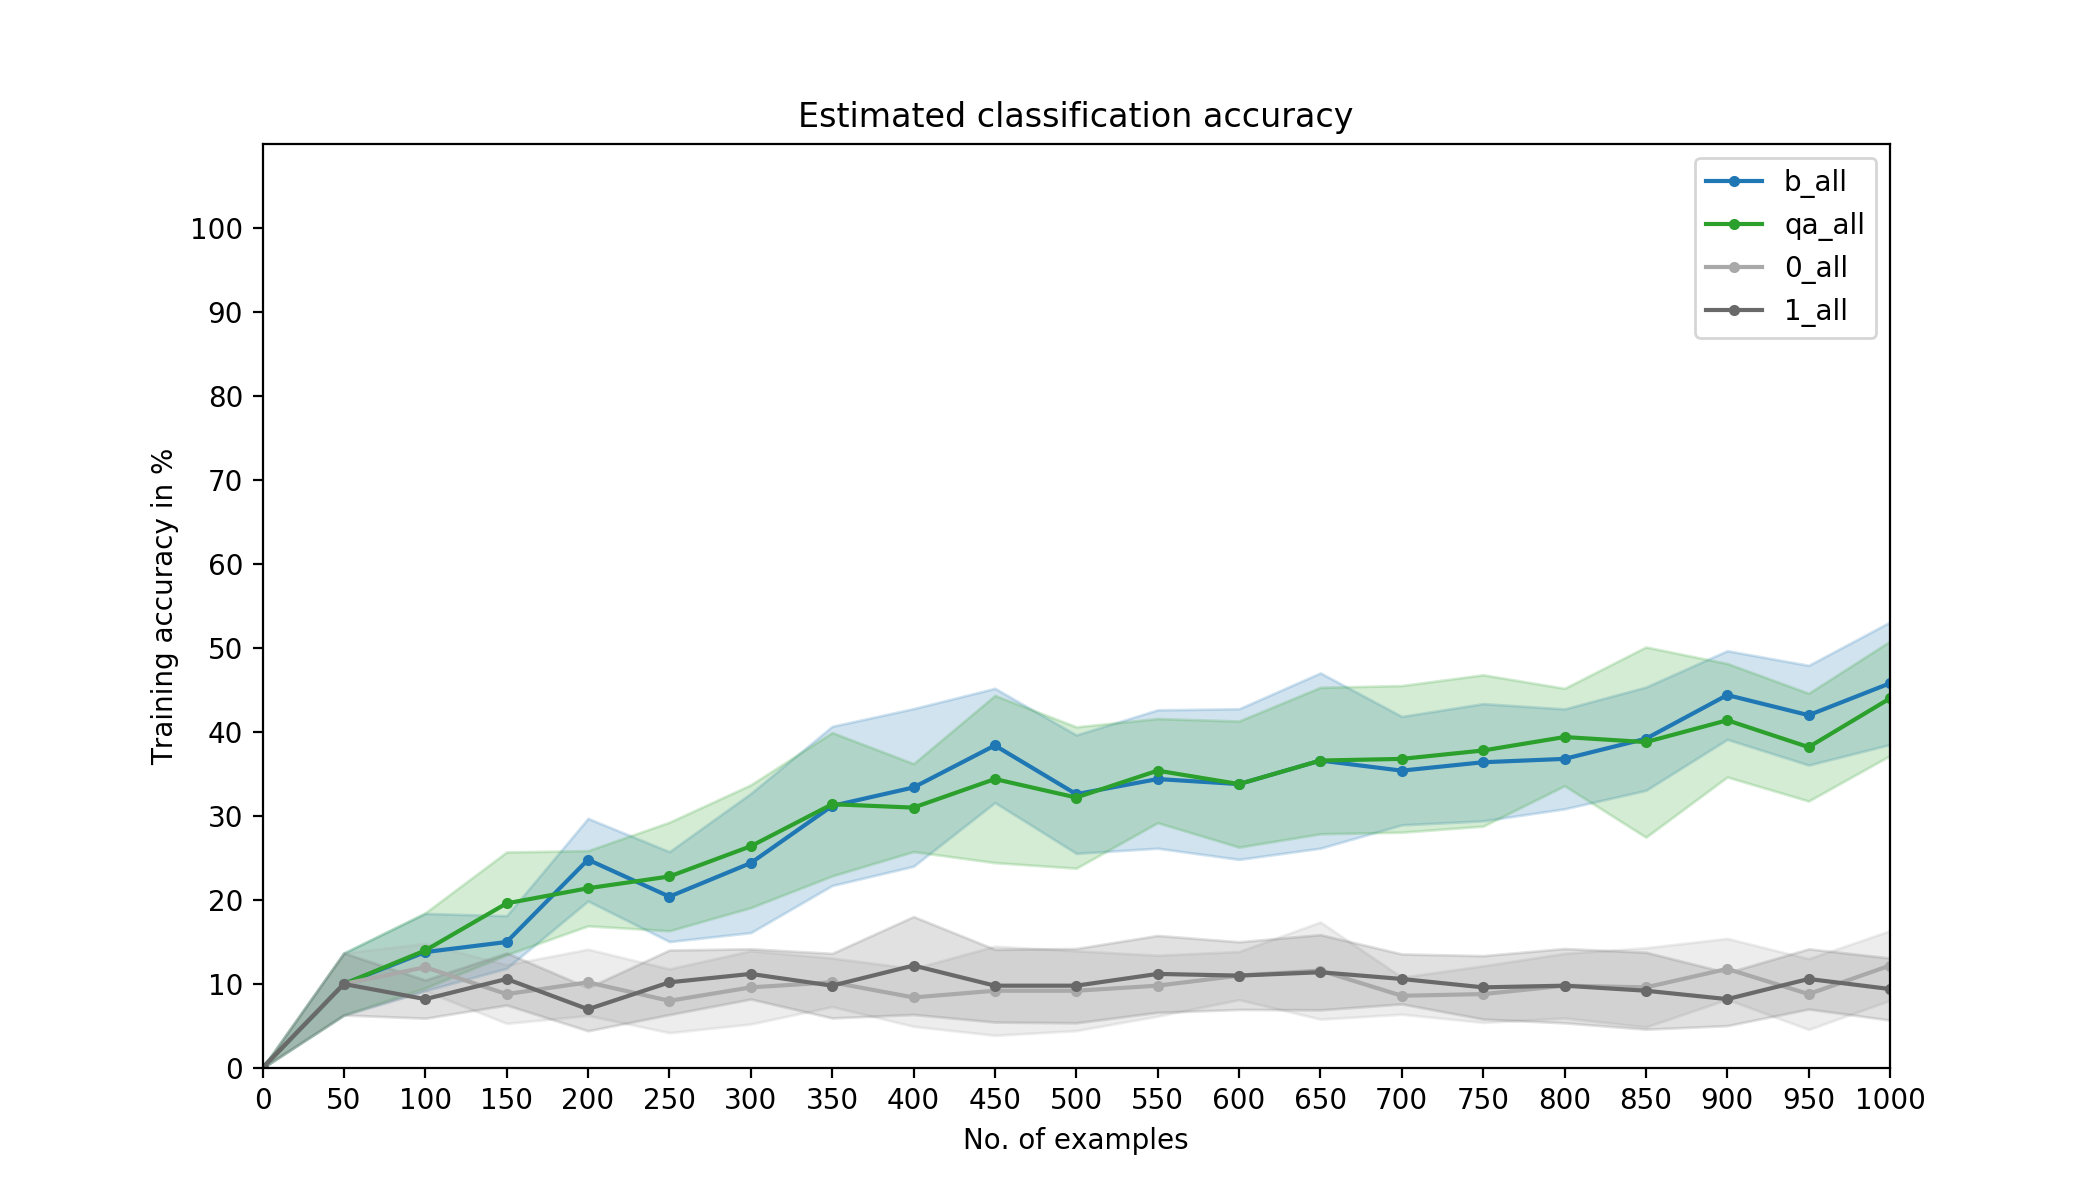 Estimated classification accuracy
b_all
qa_all
0_all
1_all
100
90
80
70
60
50
40
30
20
10
0
Training accuracy in %
0 50 100 150 200 250 300 350 400 450 500 550 600 650 700 750 800 850 900 950 1000
No. of examples